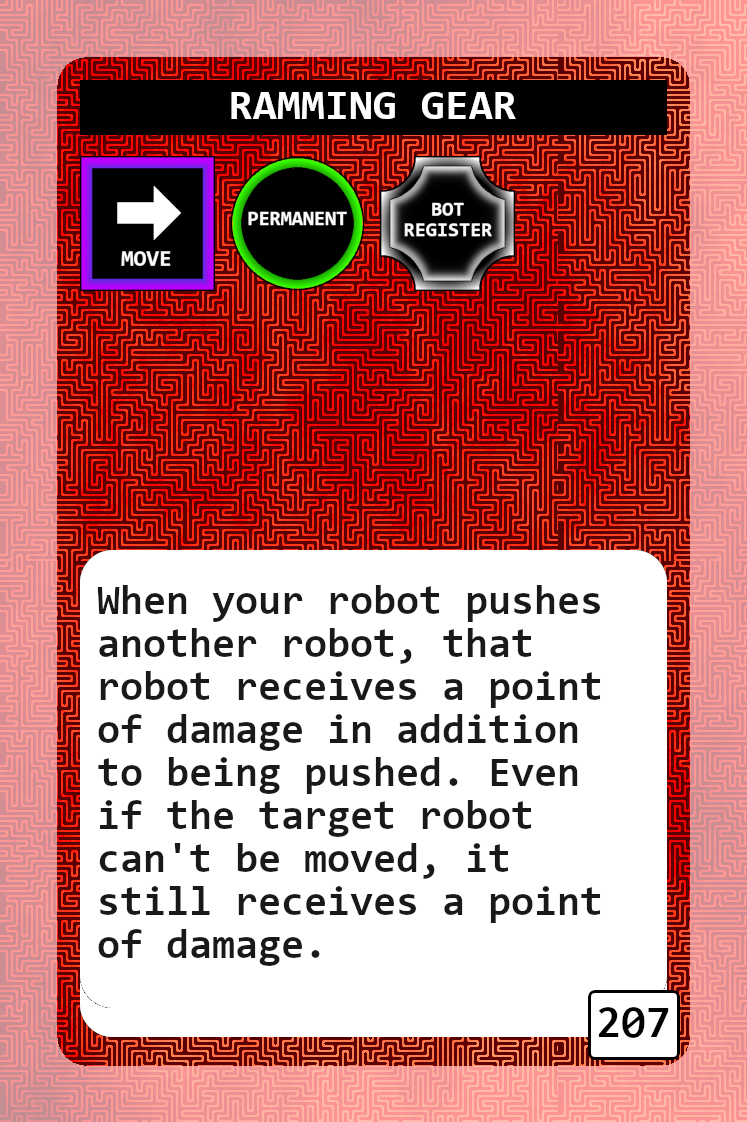 RAMMING GEAR
MOVE
PERMANENT
BOT
REGISTER
When your robot pushes
another robot, that
robot receives a point
of damage in addition
to being pushed. Even
if the target robot
can't be moved, it
still receives a point
of damage.
207